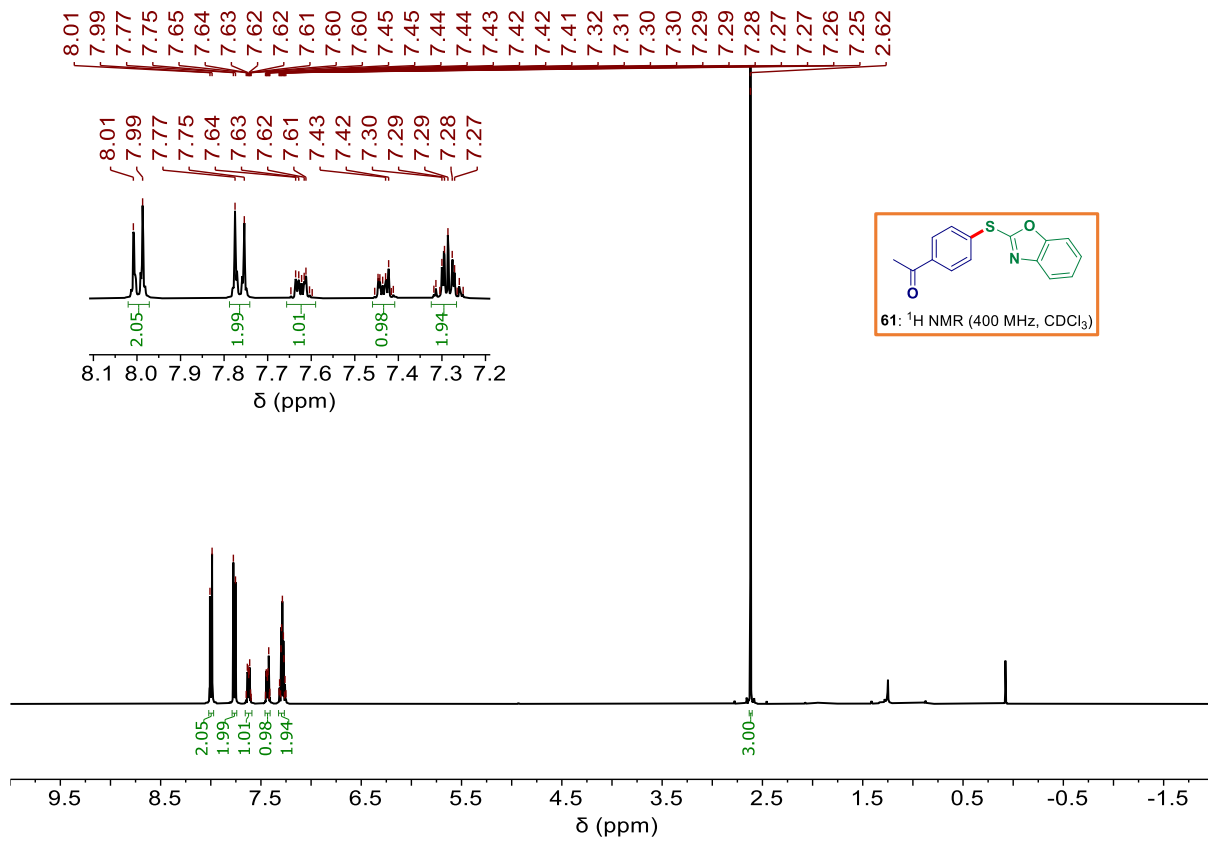 8.01 7.99 7.77 7.75 7.65 7.64 7.63 7.62 7.62 7.61 7.60 7.60 7.45 7.45 7.44 7.44 7.43 7.42 7.42 7.41 7.32 7.31 7.30 7.30 7.29 7.29 7.28 7.27 7.27 7.26 7.25 2.62
8.01 7.99 7.77 7.75 7.64 7.63 7.62 7.61 7.43 7.42 7.30 7.29 7.29 7.28 7.27
2.05 1.99 1.01 0.98 1.94
8.1 8.0 7.9 7.8 7.7 7.6 7.5 7.4 7.3 7.2
δ (ppm)
S O
N
O
61: ¹H NMR (400 MHz, CDCl₃)
2.05 1.99 1.01 0.98 1.94 3.00
9.5 8.5 7.5 6.5 5.5 4.5 3.5 2.5 1.5 0.5 -0.5 -1.5
δ (ppm)